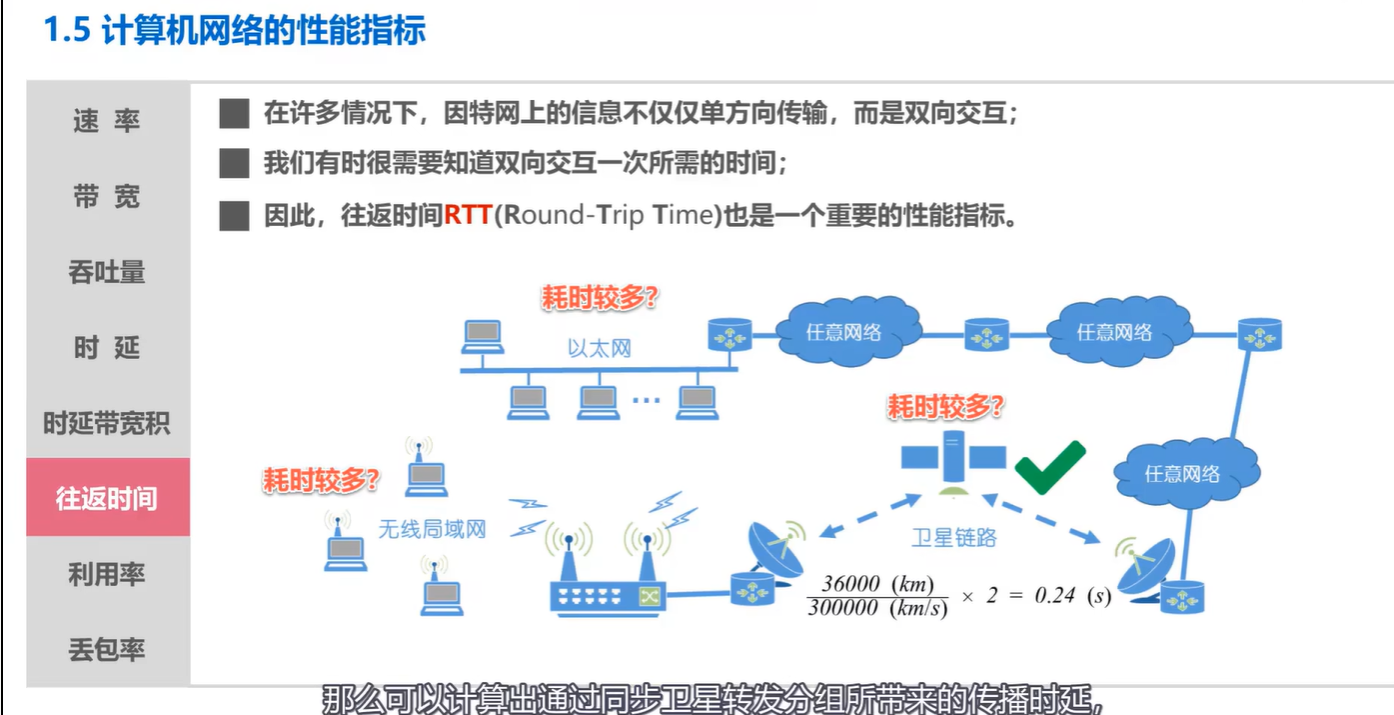 1.5 计算机网络的性能指标
速 率
带 宽
吞吐量
时 延
时延带宽积
往返时间
利用率
丢包率
在许多情况下，因特网上的信息不仅仅单方向传输，而是双向交互；
我们有时很需要知道双向交互一次所需的时间；
因此，往返时间RTT(Round-Trip Time)也是一个重要的性能指标。
耗时较多？
以太网
任意网络
任意网络
耗时较多？
任意网络
耗时较多？
无线局域网
卫星链路
36000 (km)
300000 (km/s) × 2 = 0.24 (s)
那么可以计算出通过同步卫星转发分组所带来的传播时延，